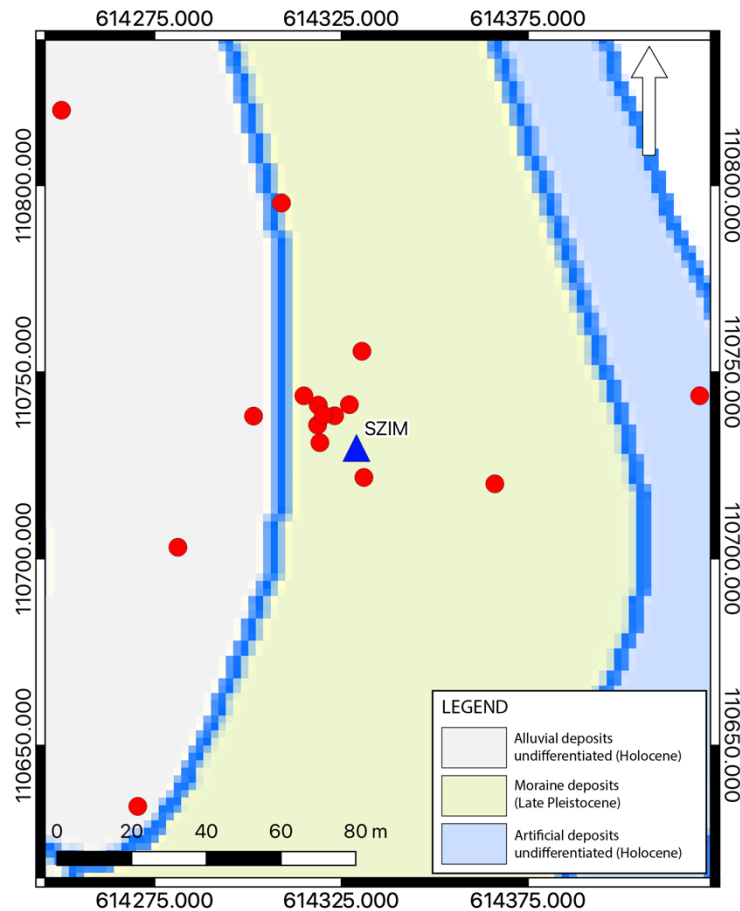 614275.000 614325.000 614375.000
110800.000
110800.000
110750.000
110750.000
SZIM
110700.000
110700.000
LEGEND
Alluvial deposits
undifferentiated (Holocene)
110650.000
110650.000
Moraine deposits
(Late Pleistocene)
0 20 40 60 80 m
Artificial deposits
undifferentiated (Holocene)
614275.000 614325.000 614375.000